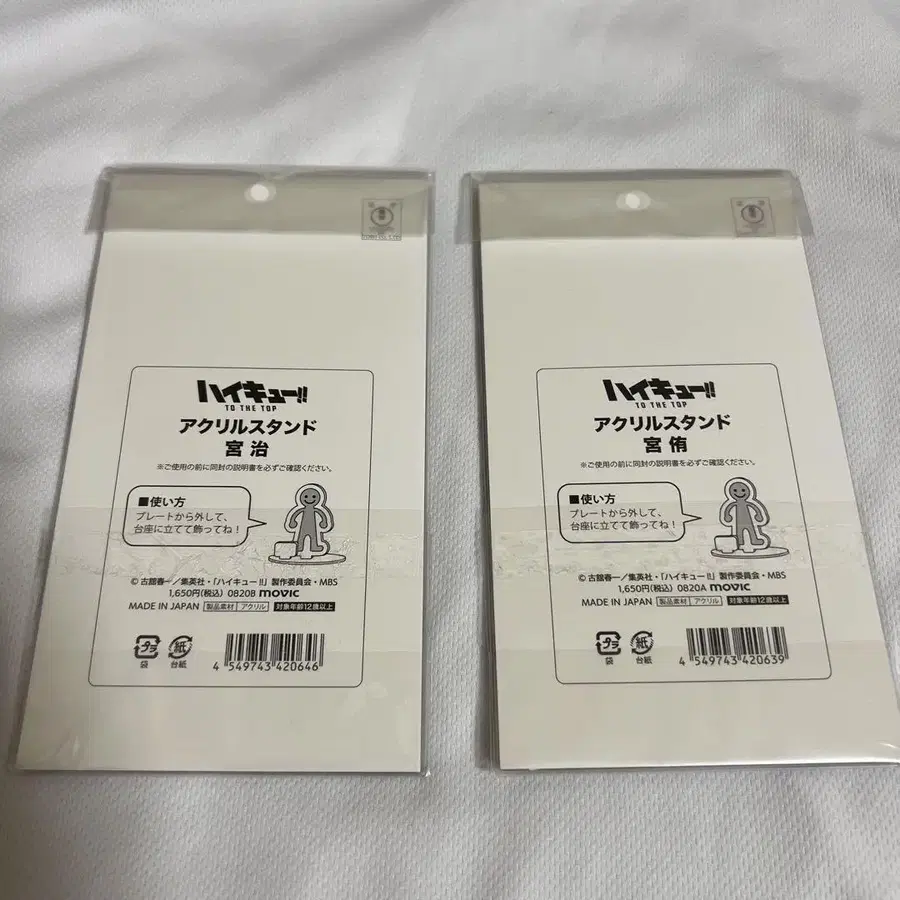 ハイキュー!!
TO THE TOP
アクリルスタンド
宮 治
※ご使用の前に同封の説明書を必ずご確認ください。
■使い方
プレートから外して、
台座に立てて飾ってね！
© 古舘春一／集英社・「ハイキュー!!」製作委員会・MBS
1,650円(税込) 0820B movic
MADE IN JAPAN 製品素材 アクリル 対象年齢12歳以上
プラ 紙
袋 台紙
4 549743 420646
ハイキュー!!
TO THE TOP
アクリルスタンド
宮 侑
※ご使用の前に同封の説明書を必ずご確認ください。
■使い方
プレートから外して、
台座に立てて飾ってね！
© 古舘春一／集英社・「ハイキュー!!」製作委員会・MBS
1,650円(税込) 0820A movic
MADE IN JAPAN 製品素材 アクリル 対象年齢12歳以上
プラ 紙
袋 台紙
4 549743 420639